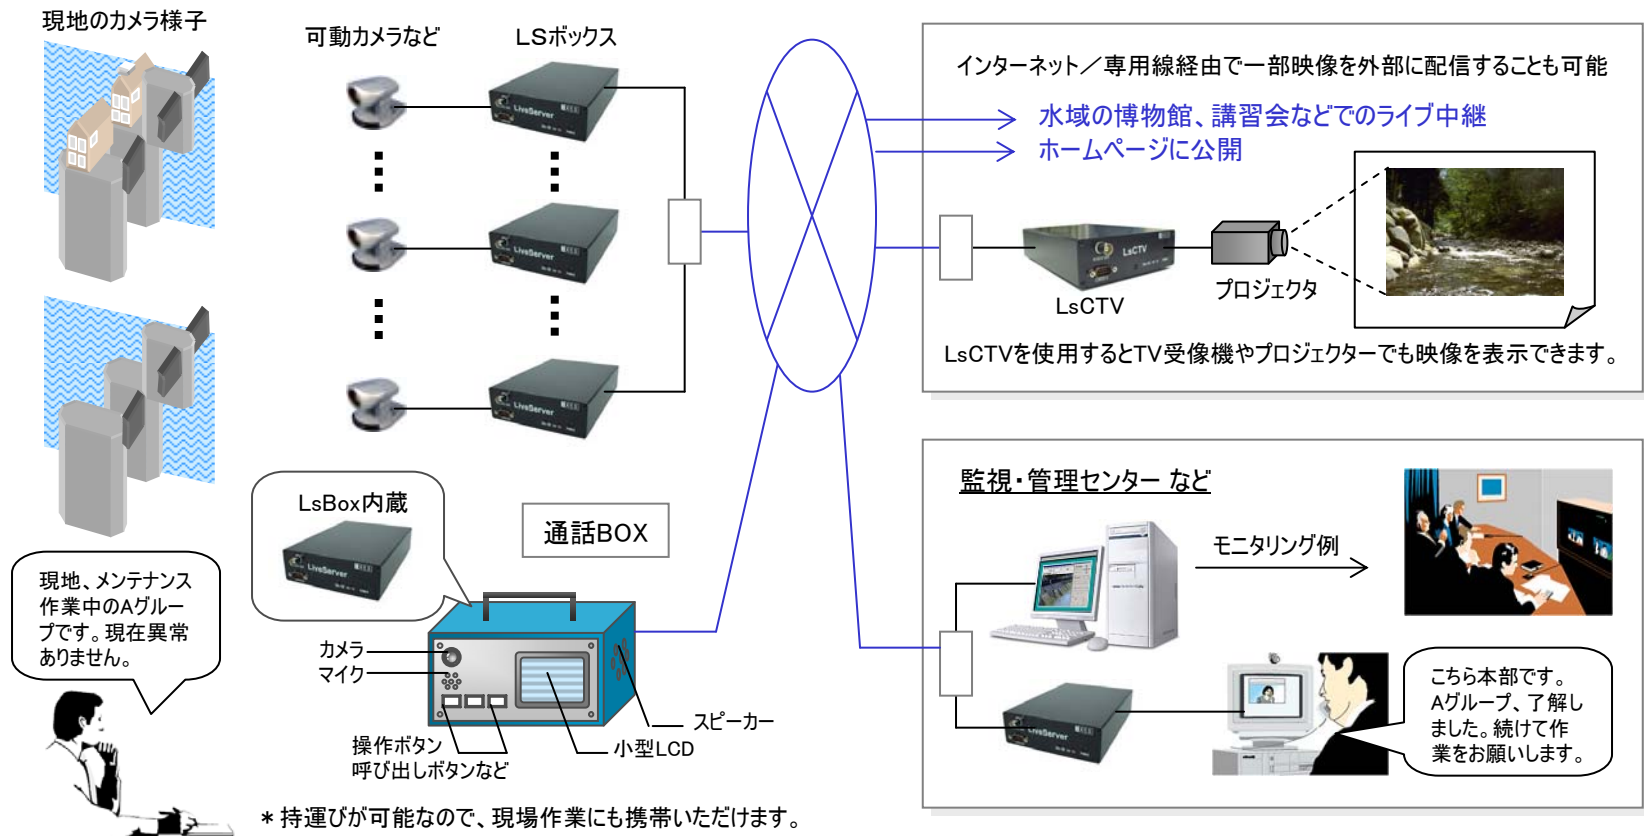 現地のカメラ様子
可動カメラなど
LSボックス
LiveServer
LiveServer
LiveServer
インターネット／専用線経由で一部映像を外部に配信することも可能
水域の博物館、講習会などでのライブ中継
ホームページに公開
LsCTV
LsCTV
プロジェクタ
LsCTVを使用するとTV受像機やプロジェクターでも映像を表示できます。
LsBox内蔵
LiveServer
通話BOX
現地、メンテナンス
作業中のAグルー
プです。現在異常
ありません。
カメラ
マイク
スピーカー
小型LCD
操作ボタン
呼び出しボタンなど
＊持運びが可能なので、現場作業にも携帯いただけます。
監視・管理センター など
モニタリング例
LiveServer
こちら本部です。
Aグループ、了解し
ました。続けて作
業をお願いします。